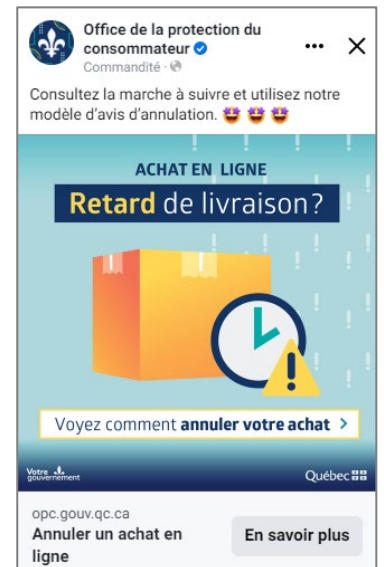 Office de la protection du
consommateur
Commandité ·
Consultez la marche à suivre et utilisez notre
modèle d'avis d'annulation. 🤩 🤩 🤩
ACHAT EN LIGNE
Retard de livraison?
Voyez comment annuler votre achat >
Votre
gouvernement
Québec
opc.gouv.qc.ca
Annuler un achat en
ligne
En savoir plus